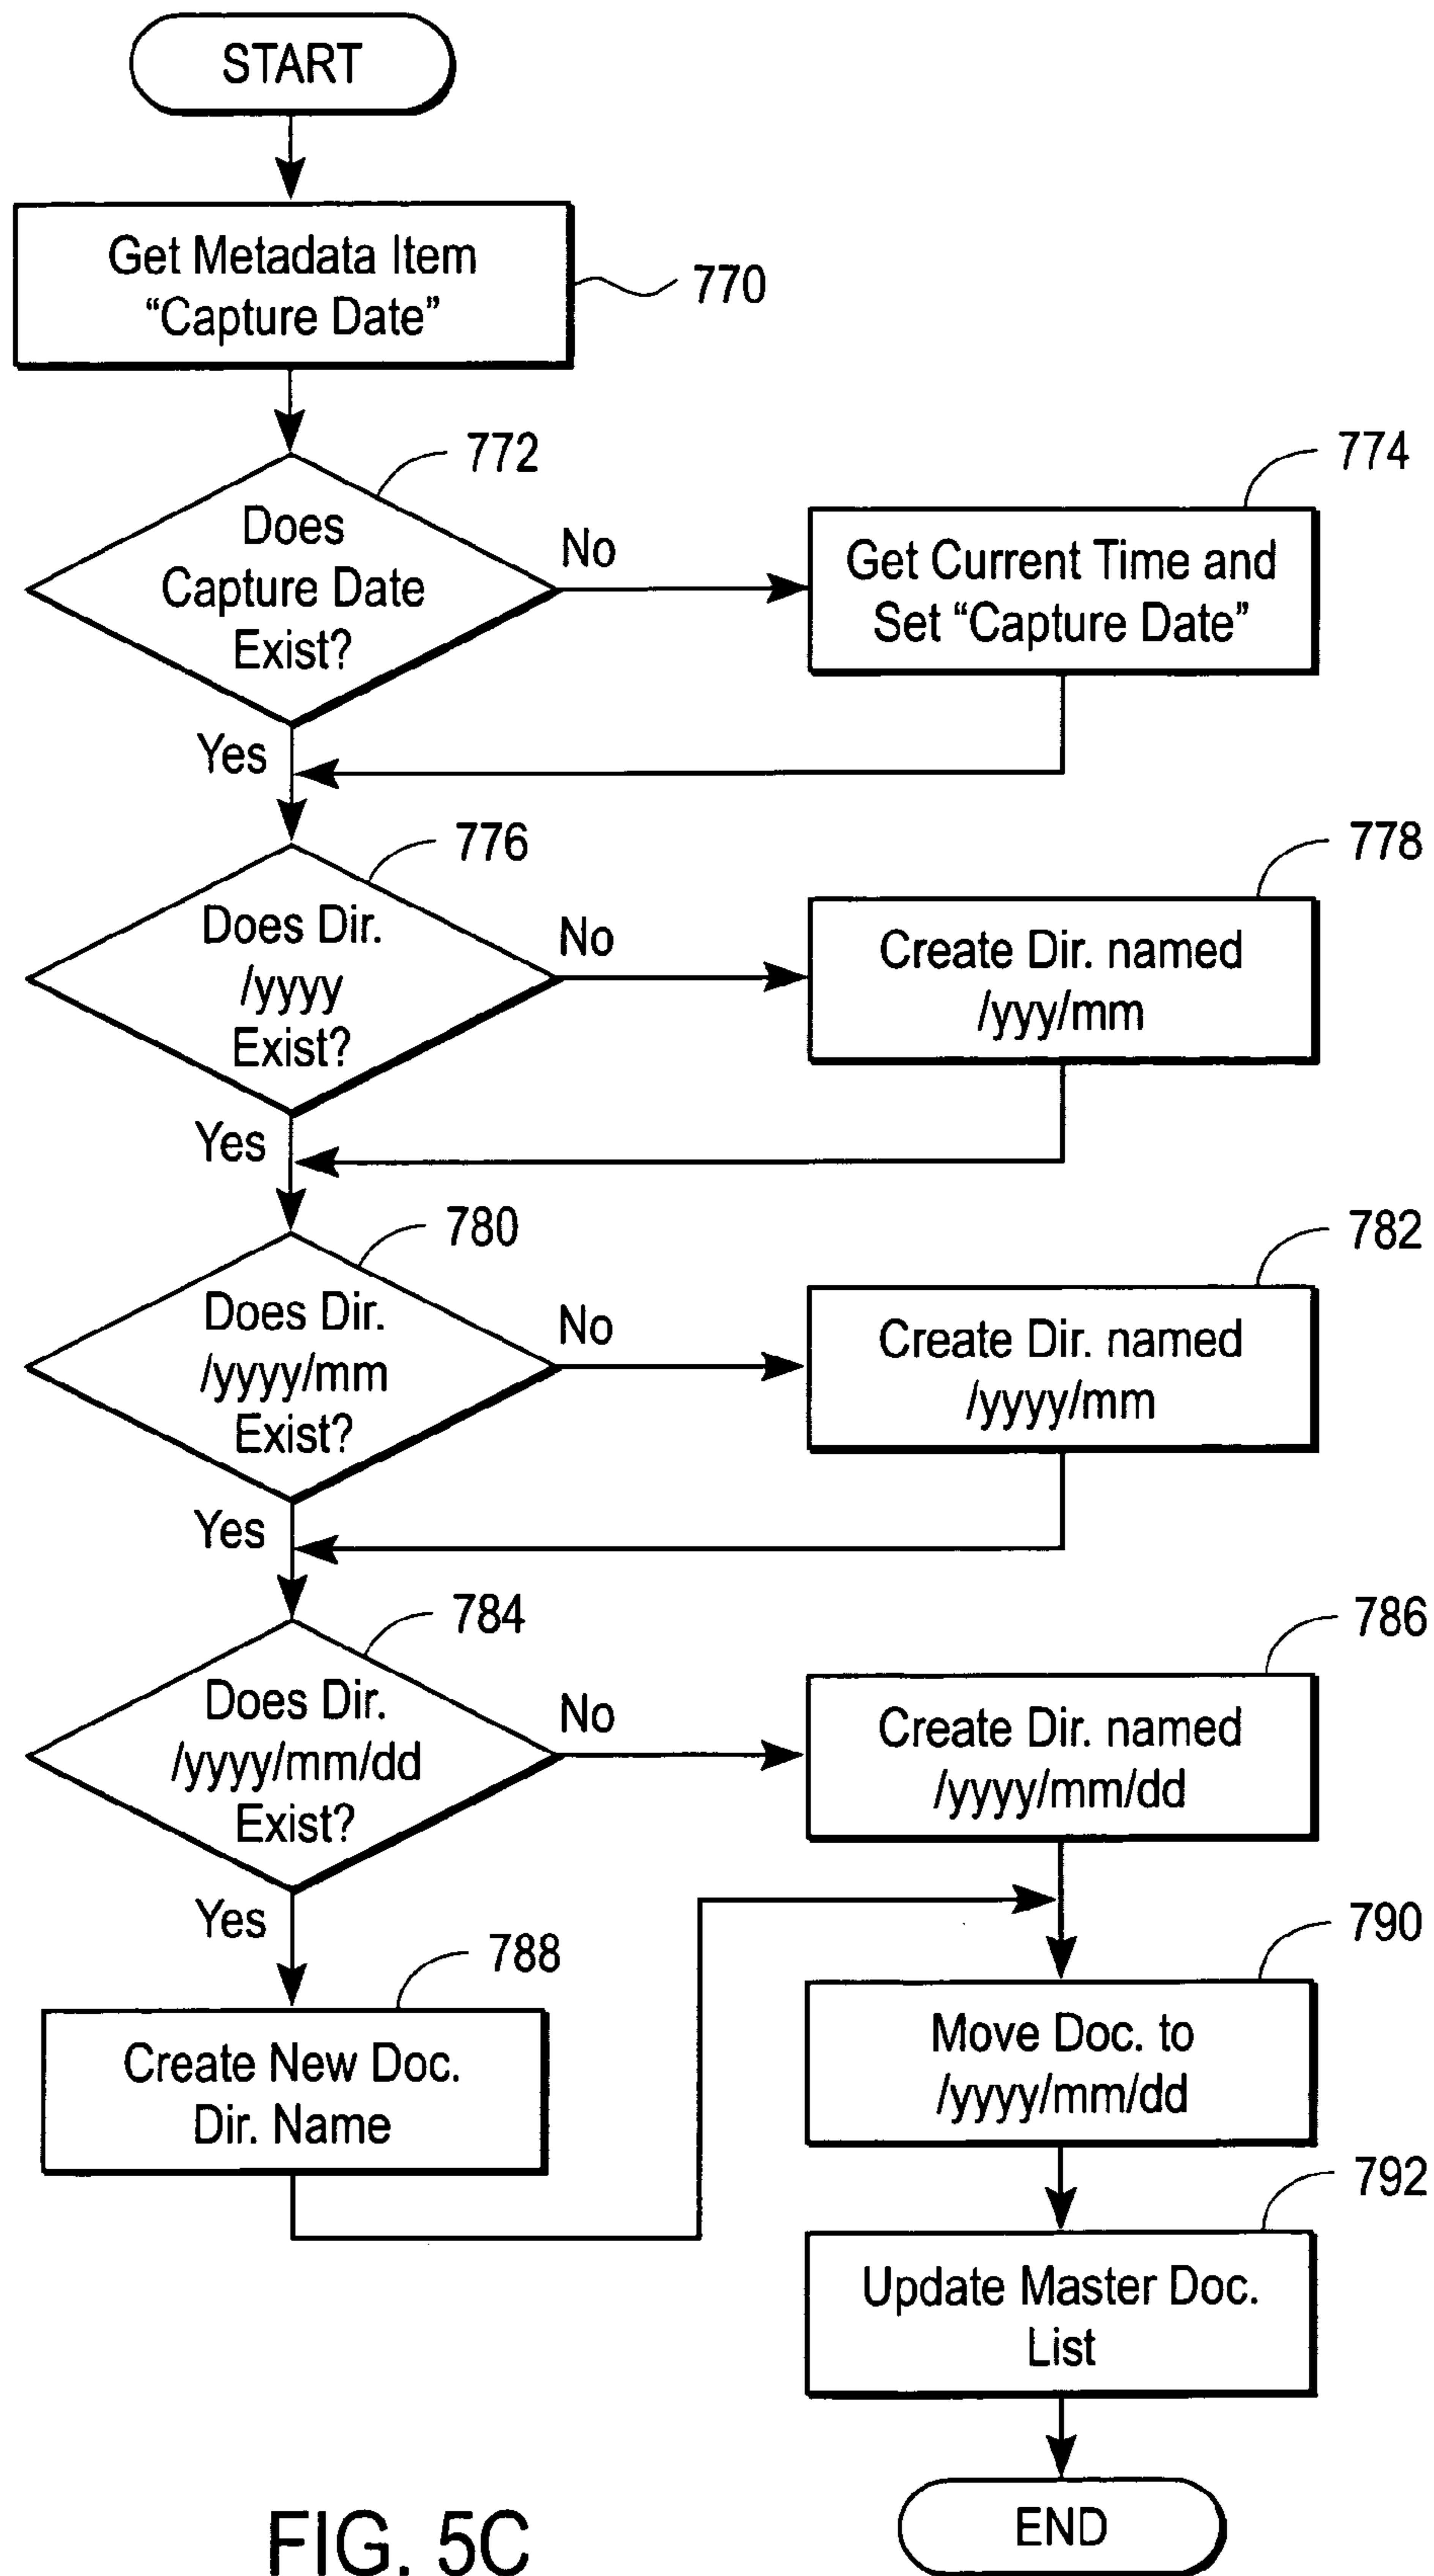 START
Get Metadata Item
“Capture Date”
770
772
Does
Capture Date
Exist?
No
774
Get Current Time and
Set “Capture Date”
Yes
776
Does Dir.
/yyyy
Exist?
No
778
Create Dir. named
/yyy/mm
Yes
780
Does Dir.
/yyyy/mm
Exist?
No
782
Create Dir. named
/yyyy/mm
Yes
784
Does Dir.
/yyyy/mm/dd
Exist?
No
786
Create Dir. named
/yyyy/mm/dd
Yes
788
Create New Doc.
Dir. Name
790
Move Doc. to
/yyyy/mm/dd
792
Update Master Doc.
List
END
FIG. 5C